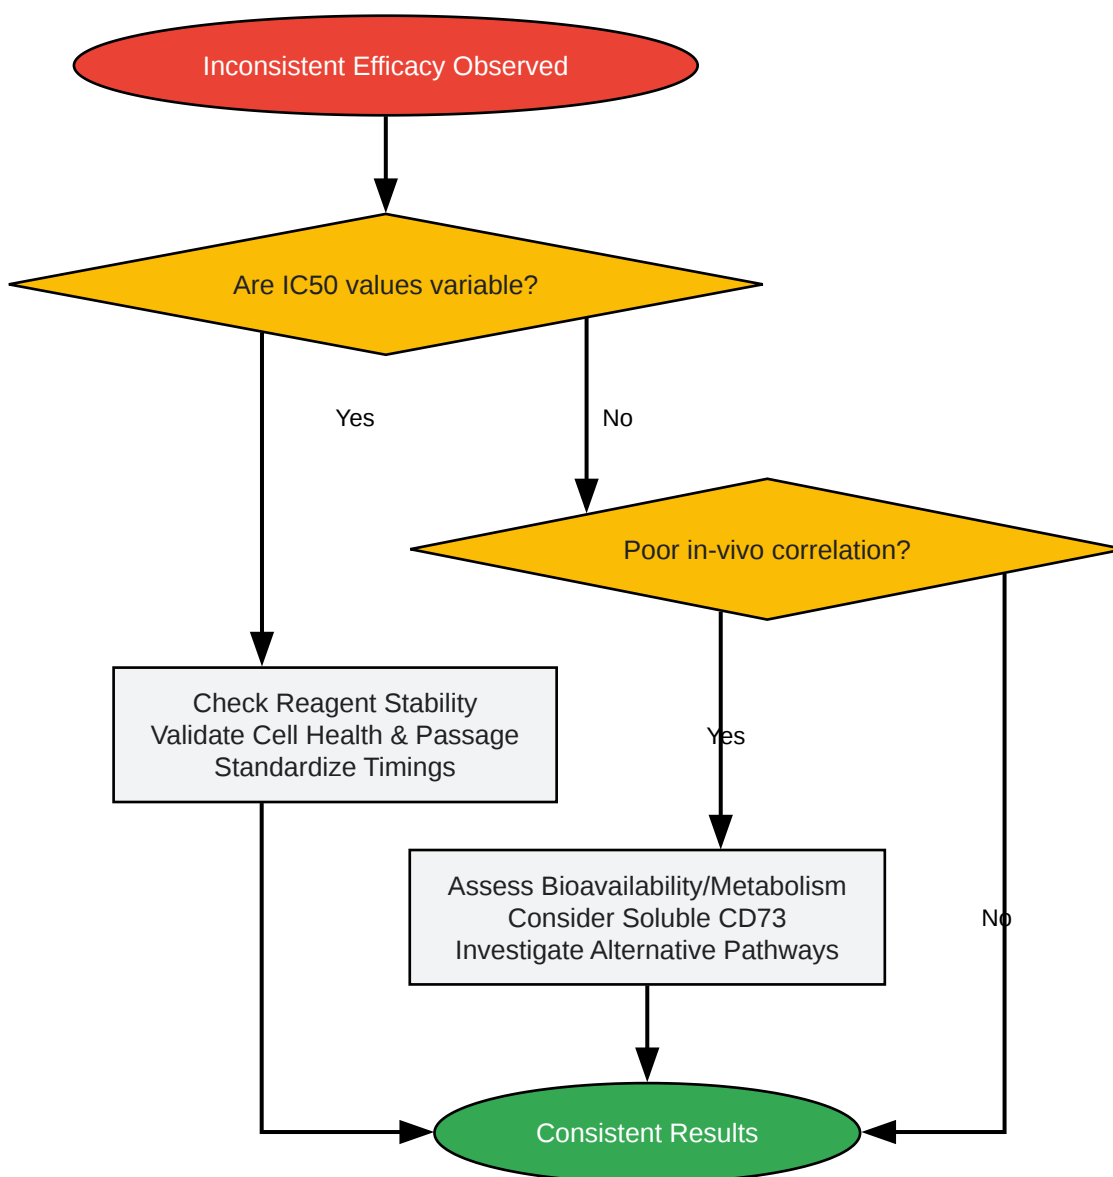 Inconsistent Efficacy Observed
Are IC50 values variable?
Yes
No
Poor in-vivo correlation?
Check Reagent Stability
Validate Cell Health & Passage
Standardize Timings
Yes
Assess Bioavailability/Metabolism
Consider Soluble CD73
Investigate Alternative Pathways
No
Consistent Results